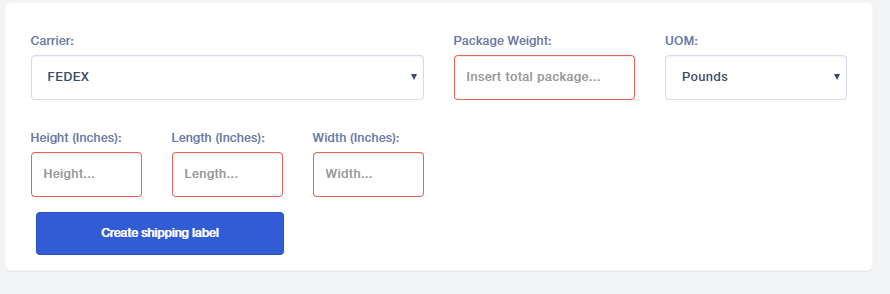 Carrier: Package Weight: UOM:
FEDEX Insert total package... Pounds
Height (Inches): Length (Inches): Width (Inches):
Height... Length... Width...
Create shipping label